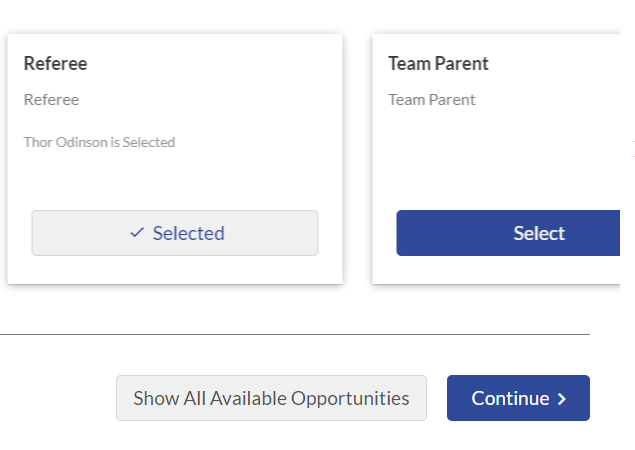 Referee
Referee
Thor Odinson is Selected
Selected
Team Parent
Team Parent
Select
Show All Available Opportunities
Continue